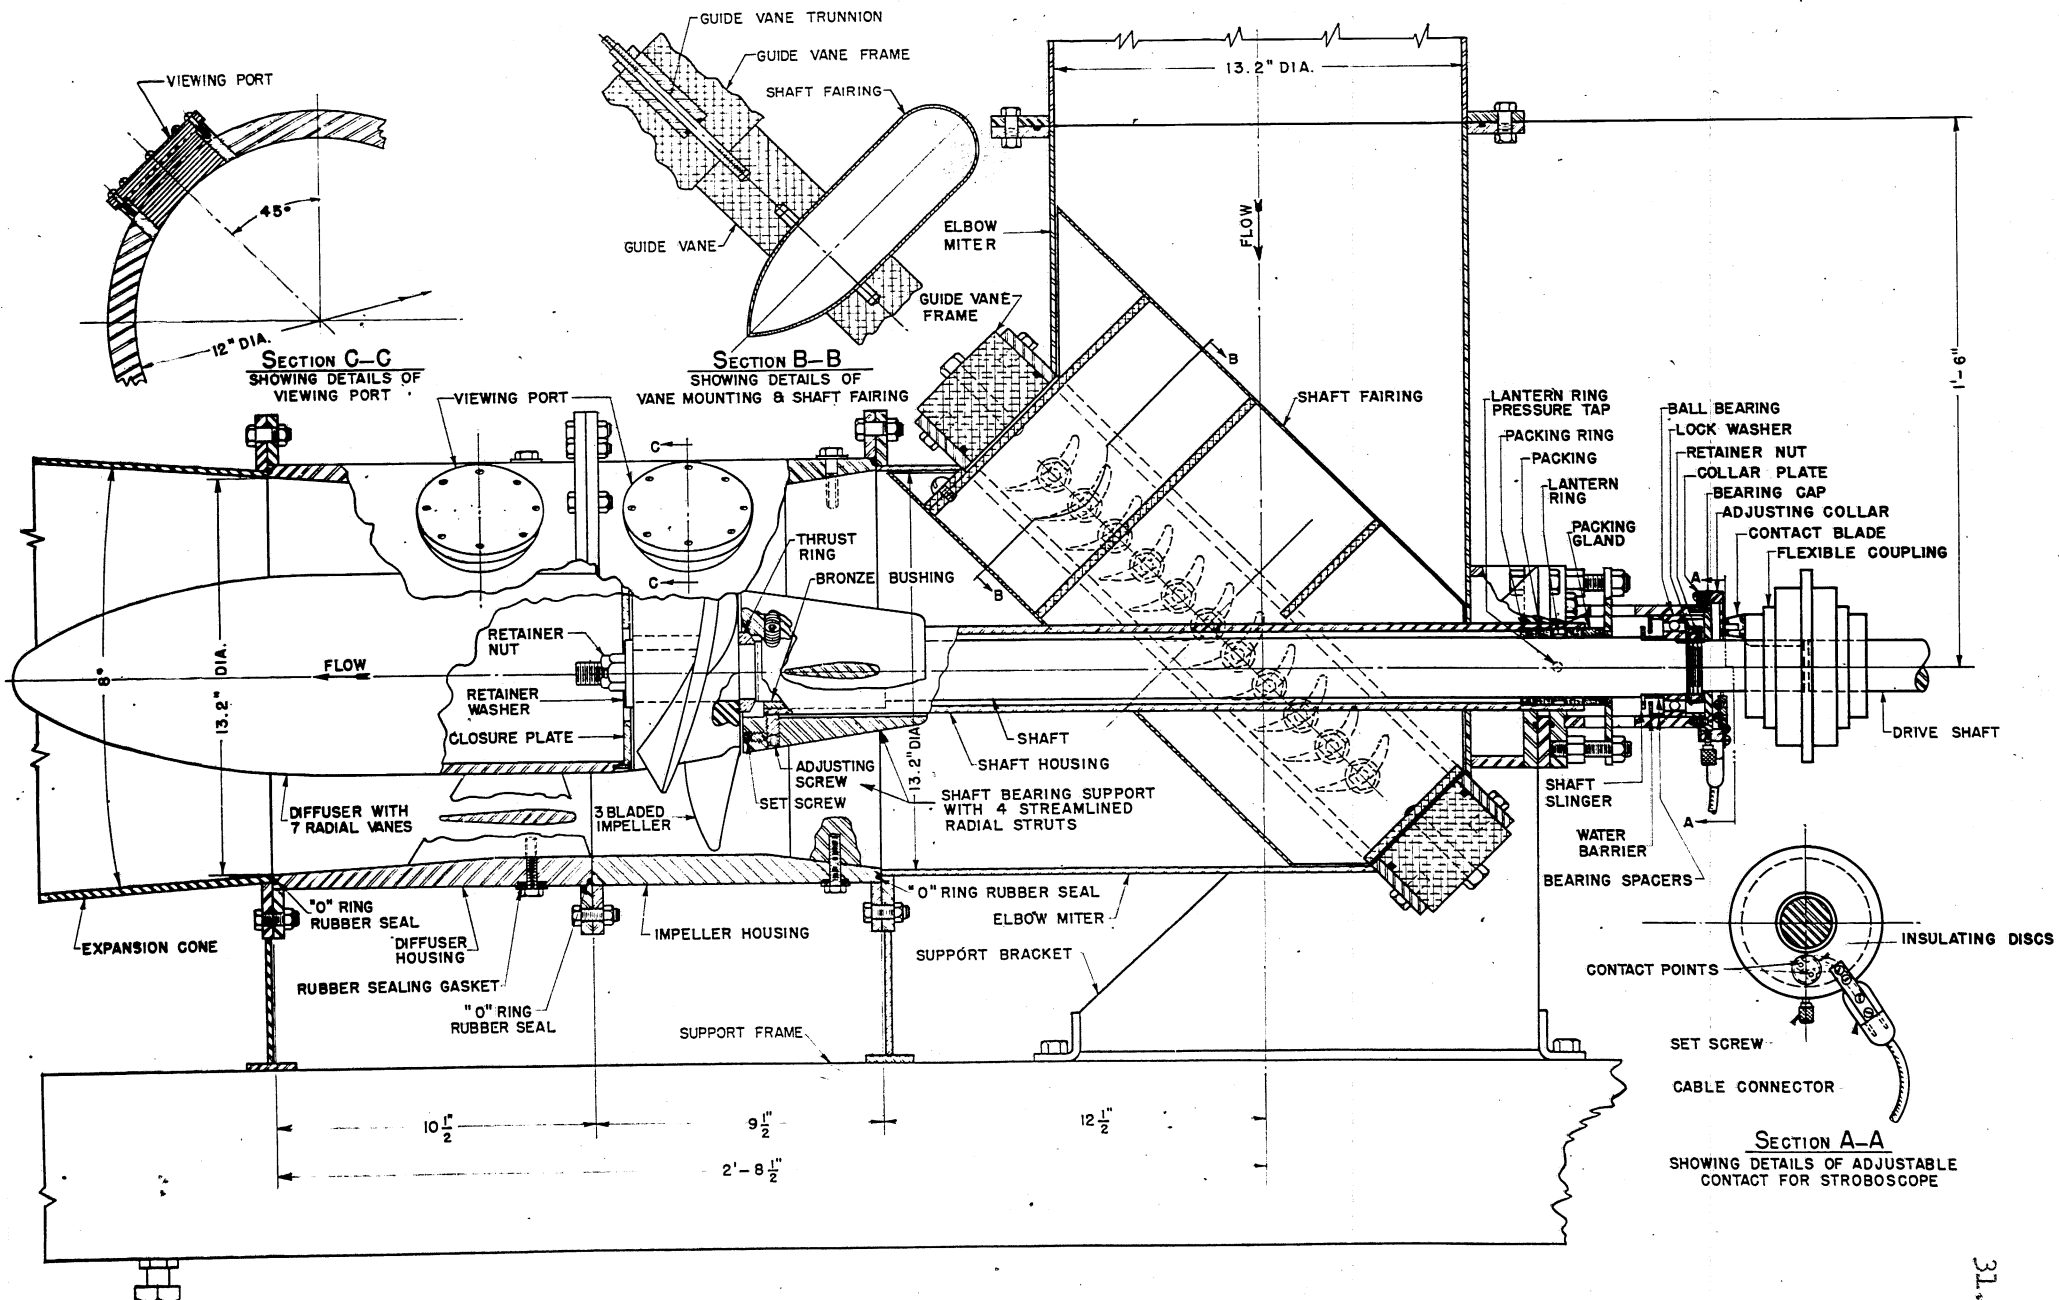 GUIDE VANE TRUNNION
GUIDE VANE FRAME
SHAFT FAIRING
VIEWING PORT
45°
12" DIA.
SECTION C–C
SHOWING DETAILS OF
VIEWING PORT
GUIDE VANE
SECTION B–B
SHOWING DETAILS OF
VANE MOUNTING & SHAFT FAIRING
13.2" DIA.
FLOW
ELBOW
MITER
GUIDE VANE
FRAME
B
SHAFT FAIRING
1'-6"
VIEWING PORT
C
C
B
THRUST
RING
BRONZE BUSHING
RETAINER
NUT
FLOW
RETAINER
WASHER
CLOSURE PLATE
8°
13.2" DIA.
13.2" DIA.
LANTERN RING
PRESSURE TAP
PACKING RING
PACKING
LANTERN
RING
PACKING
GLAND
BALL BEARING
LOCK WASHER
RETAINER NUT
COLLAR PLATE
BEARING CAP
ADJUSTING COLLAR
CONTACT BLADE
FLEXIBLE COUPLING
A
DRIVE SHAFT
SHAFT
SHAFT HOUSING
ADJUSTING
SCREW
SET SCREW
SHAFT BEARING SUPPORT
WITH 4 STREAMLINED
RADIAL STRUTS
DIFFUSER WITH
7 RADIAL VANES
3 BLADED
IMPELLER
SHAFT
SLINGER
WATER
BARRIER
BEARING SPACERS
A
"O" RING
RUBBER SEAL
EXPANSION CONE
DIFFUSER
HOUSING
RUBBER SEALING GASKET
"O" RING
RUBBER SEAL
IMPELLER HOUSING
"O" RING RUBBER SEAL
ELBOW MITER
SUPPORT BRACKET
SUPPORT FRAME
INSULATING DISCS
CONTACT POINTS
SET SCREW
CABLE CONNECTOR
SECTION A–A
SHOWING DETAILS OF ADJUSTABLE
CONTACT FOR STROBOSCOPE
10 1/2"
9 1/2"
12 1/2"
2'-8 1/2"
31.